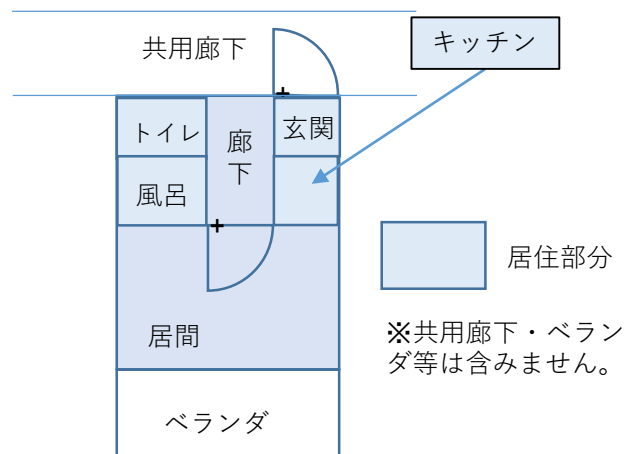 共用廊下
キッチン
トイレ
廊
下
玄関
風呂
居住部分
居間
※共用廊下・ベラン
ダ等は含みません。
ベランダ